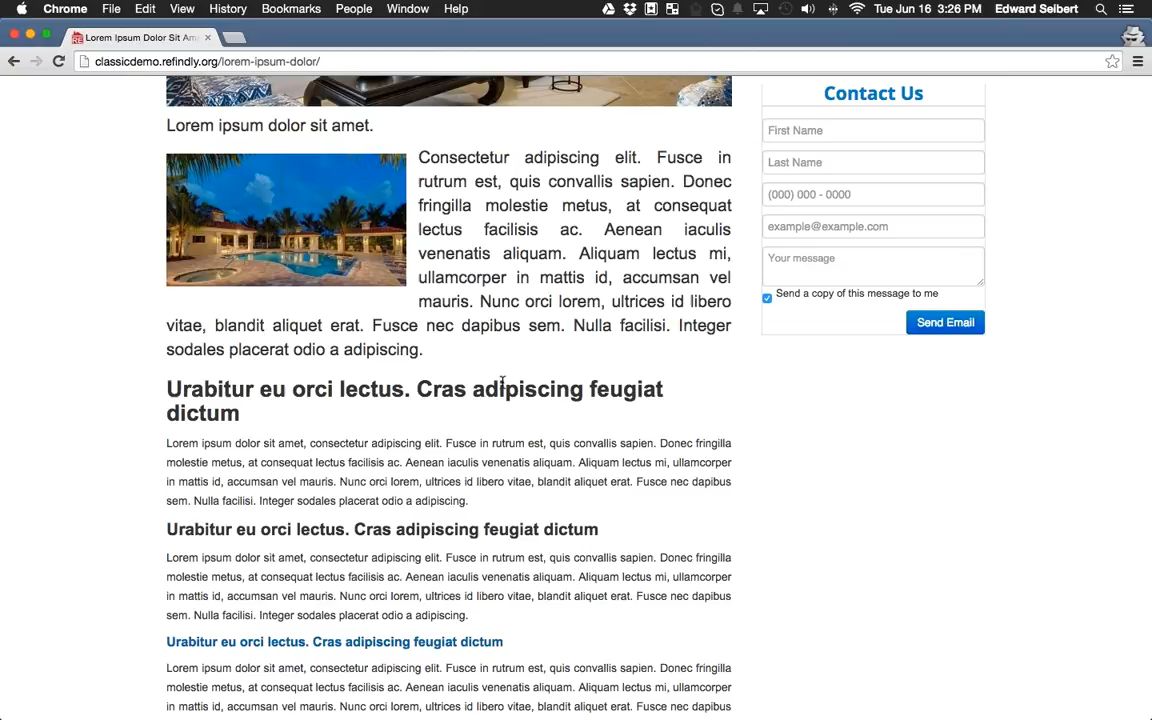 Chrome File Edit View History Bookmarks People Window Help Tue Jun 16 3:26 PM Edward Seibert
Lorem Ipsum Dolor Sit Am
classicdemo.refindly.org/lorem-ipsum-dolor/
Lorem ipsum dolor sit amet.
Consectetur adipiscing elit. Fusce in
rutrum est, quis convallis sapien. Donec
fringilla molestie metus, at consequat
lectus facilisis ac. Aenean iaculis
venenatis aliquam. Aliquam lectus mi,
ullamcorper in mattis id, accumsan vel
mauris. Nunc orci lorem, ultrices id libero
vitae, blandit aliquet erat. Fusce nec dapibus sem. Nulla facilisi. Integer
sodales placerat odio a adipiscing.
Urabitur eu orci lectus. Cras adipiscing feugiat
dictum
Lorem ipsum dolor sit amet, consectetur adipiscing elit. Fusce in rutrum est, quis convallis sapien. Donec fringilla
molestie metus, at consequat lectus facilisis ac. Aenean iaculis venenatis aliquam. Aliquam lectus mi, ullamcorper
in mattis id, accumsan vel mauris. Nunc orci lorem, ultrices id libero vitae, blandit aliquet erat. Fusce nec dapibus
sem. Nulla facilisi. Integer sodales placerat odio a adipiscing.
Urabitur eu orci lectus. Cras adipiscing feugiat dictum
Lorem ipsum dolor sit amet, consectetur adipiscing elit. Fusce in rutrum est, quis convallis sapien. Donec fringilla
molestie metus, at consequat lectus facilisis ac. Aenean iaculis venenatis aliquam. Aliquam lectus mi, ullamcorper
in mattis id, accumsan vel mauris. Nunc orci lorem, ultrices id libero vitae, blandit aliquet erat. Fusce nec dapibus
sem. Nulla facilisi. Integer sodales placerat odio a adipiscing.
Urabitur eu orci lectus. Cras adipiscing feugiat dictum
Lorem ipsum dolor sit amet, consectetur adipiscing elit. Fusce in rutrum est, quis convallis sapien. Donec fringilla
molestie metus, at consequat lectus facilisis ac. Aenean iaculis venenatis aliquam. Aliquam lectus mi, ullamcorper
in mattis id, accumsan vel mauris. Nunc orci lorem, ultrices id libero vitae, blandit aliquet erat. Fusce nec dapibus
Contact Us
First Name
Last Name
(000) 000 - 0000
example@example.com
Your message
Send a copy of this message to me
Send Email